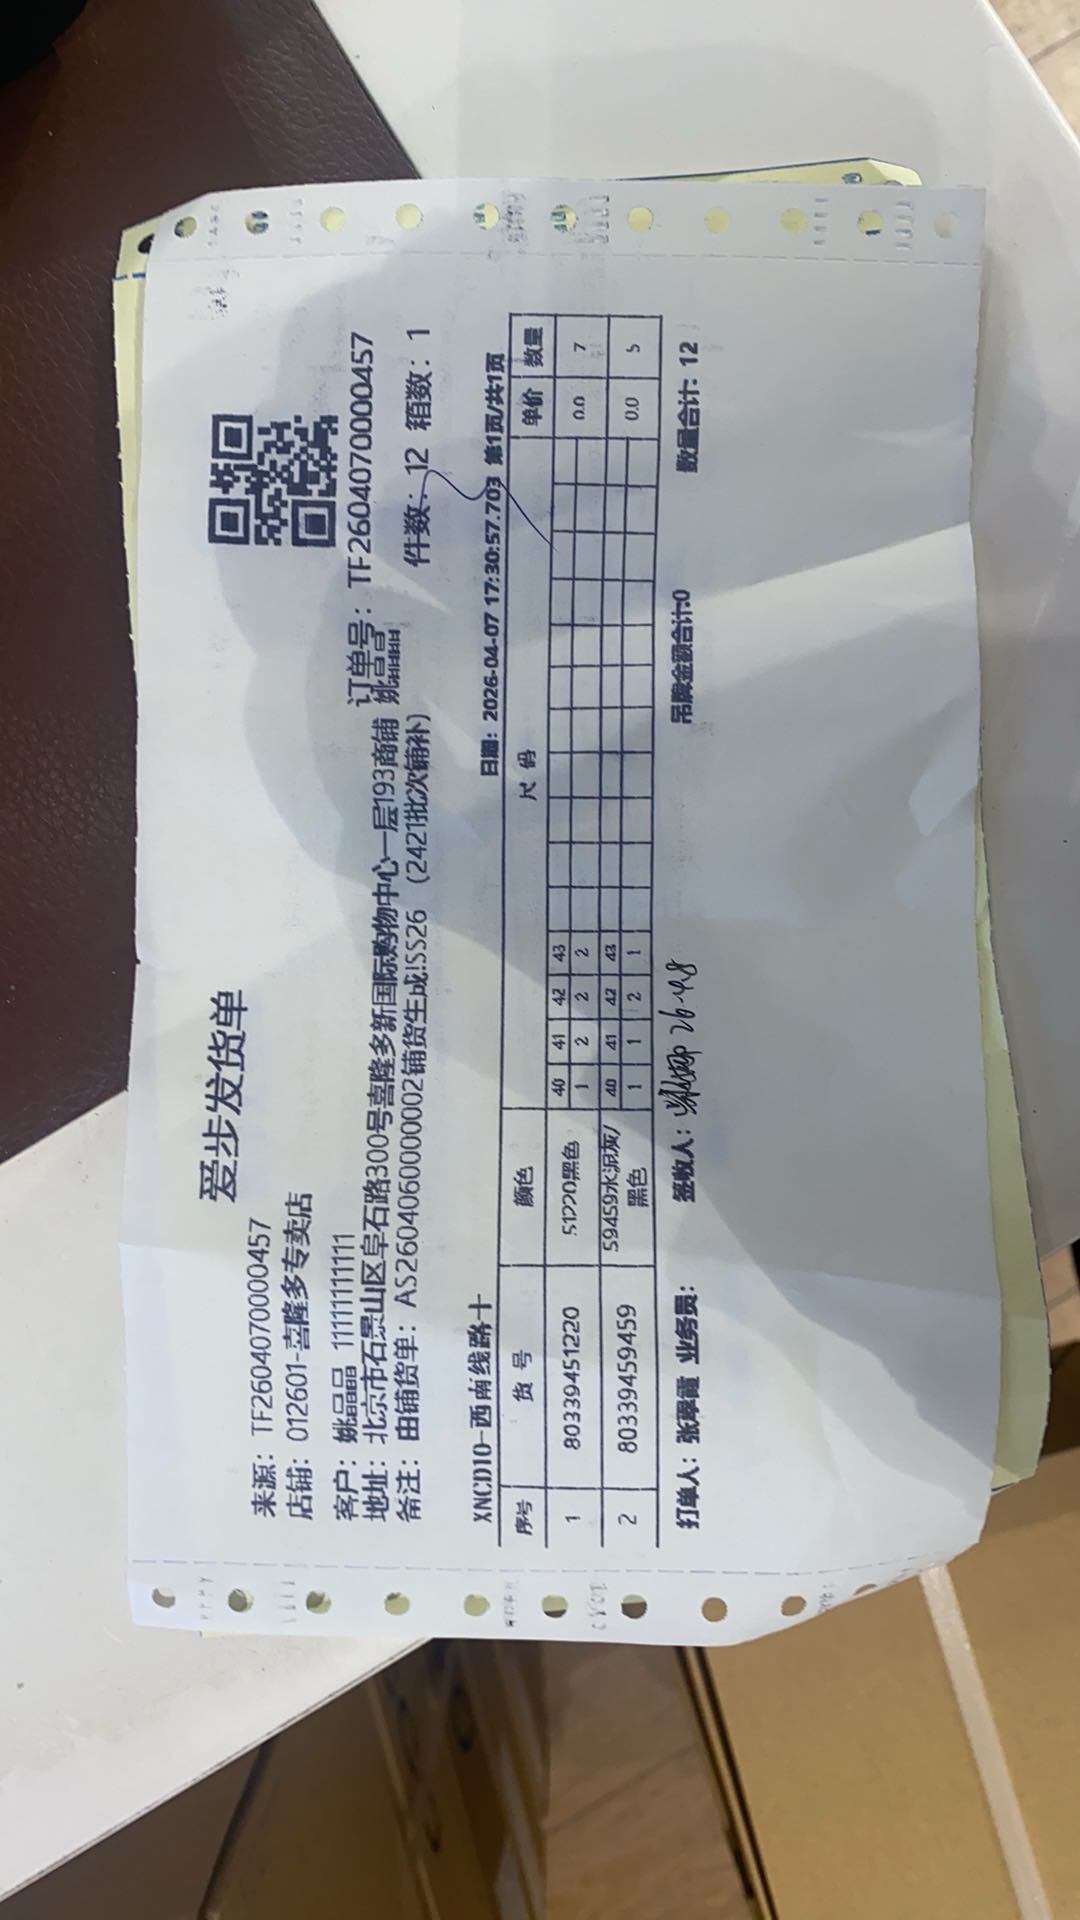 爱步发货单
来源：TF2604070000457
店铺：012601-喜隆多专卖店
订单号：TF2604070000457
客户：姚晶晶 11111111111
地址：北京市石景山区阜石路300号喜隆多新国际购物中心一层193商铺 姚晶晶
件数：12 箱数：1
备注：由铺货单：AS2604060000002铺货生成!SS26（2421批次铺补）
XNCD10-西南线路十
日期：2026-04-07 17:30:57.703 第1页/共1页
序号 货号 颜色 尺码 单价 数量
40 41 42 43
1 80339451220 51220黑色 1 2 2 2 0.0 7
40 41 42 43
2 80339459459 59459水泥灰/黑色 1 1 2 1 0.0 5
打单人：张翠霞 业务员： 签收人： 26.4.8 吊牌金额合计:0 数量合计：12